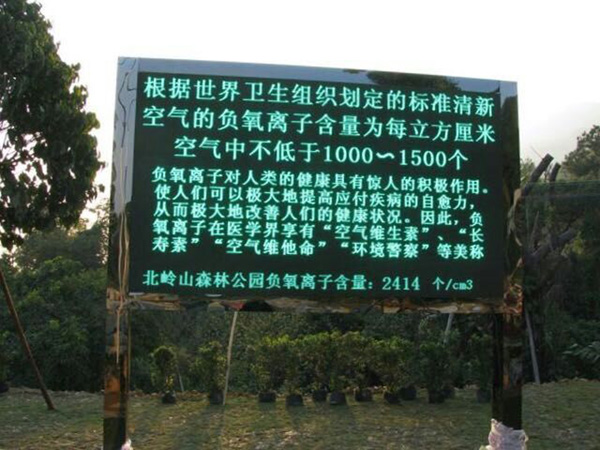 根据世界卫生组织划定的标准清新
空气的负氧离子含量为每立方厘米
空气中不低于1000～1500个
负氧离子对人类的健康具有惊人的积极作用。
使人们可以极大地提高应付疾病的自愈力，
从而极大地改善人们的健康状况。因此，负
氧离子在医学界享有“空气维生素”、“长
寿素”“空气维他命”“环境警察”等美称
北岭山森林公园负氧离子含量：2414 个/cm3